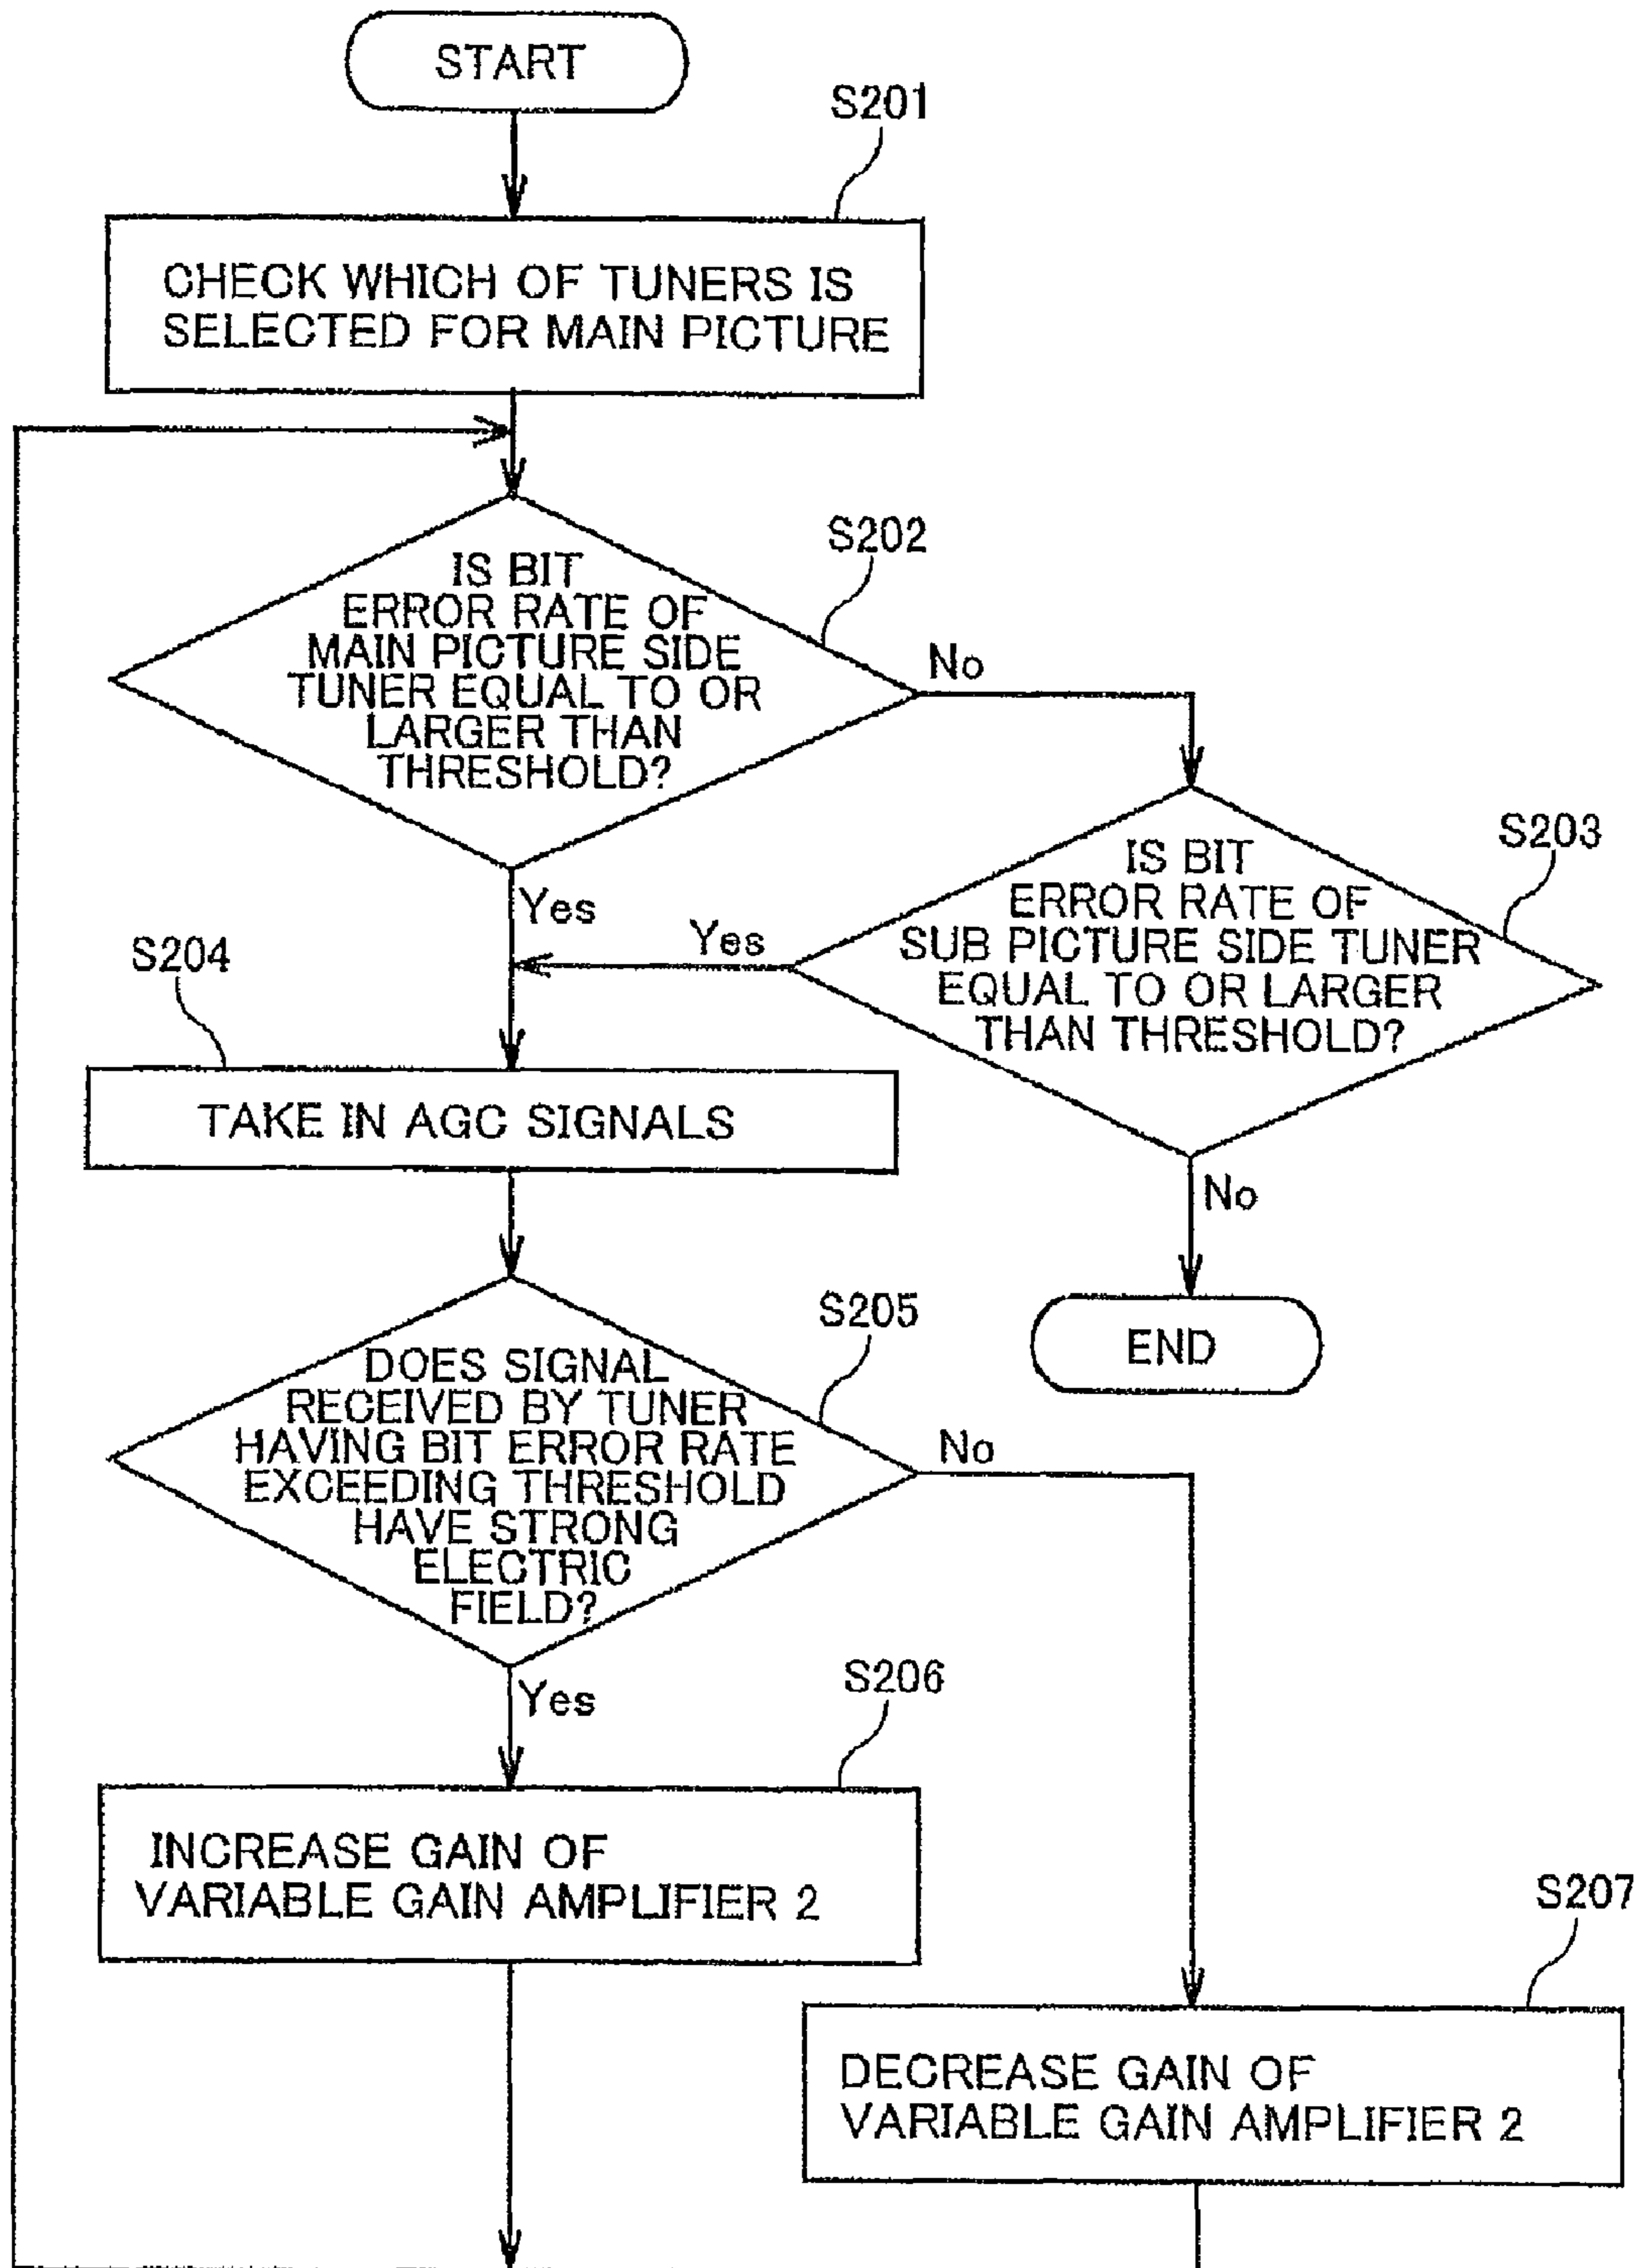 START
S201
CHECK WHICH OF TUNERS IS
SELECTED FOR MAIN PICTURE
S202
IS BIT
ERROR RATE OF
MAIN PICTURE SIDE
TUNER EQUAL TO OR
LARGER THAN
THRESHOLD?
No
Yes
S203
IS BIT
ERROR RATE OF
SUB PICTURE SIDE TUNER
EQUAL TO OR LARGER
THAN THRESHOLD?
Yes
No
END
S204
TAKE IN AGC SIGNALS
S205
DOES SIGNAL
RECEIVED BY TUNER
HAVING BIT ERROR RATE
EXCEEDING THRESHOLD
HAVE STRONG
ELECTRIC
FIELD?
No
Yes
S206
INCREASE GAIN OF
VARIABLE GAIN AMPLIFIER 2
S207
DECREASE GAIN OF
VARIABLE GAIN AMPLIFIER 2